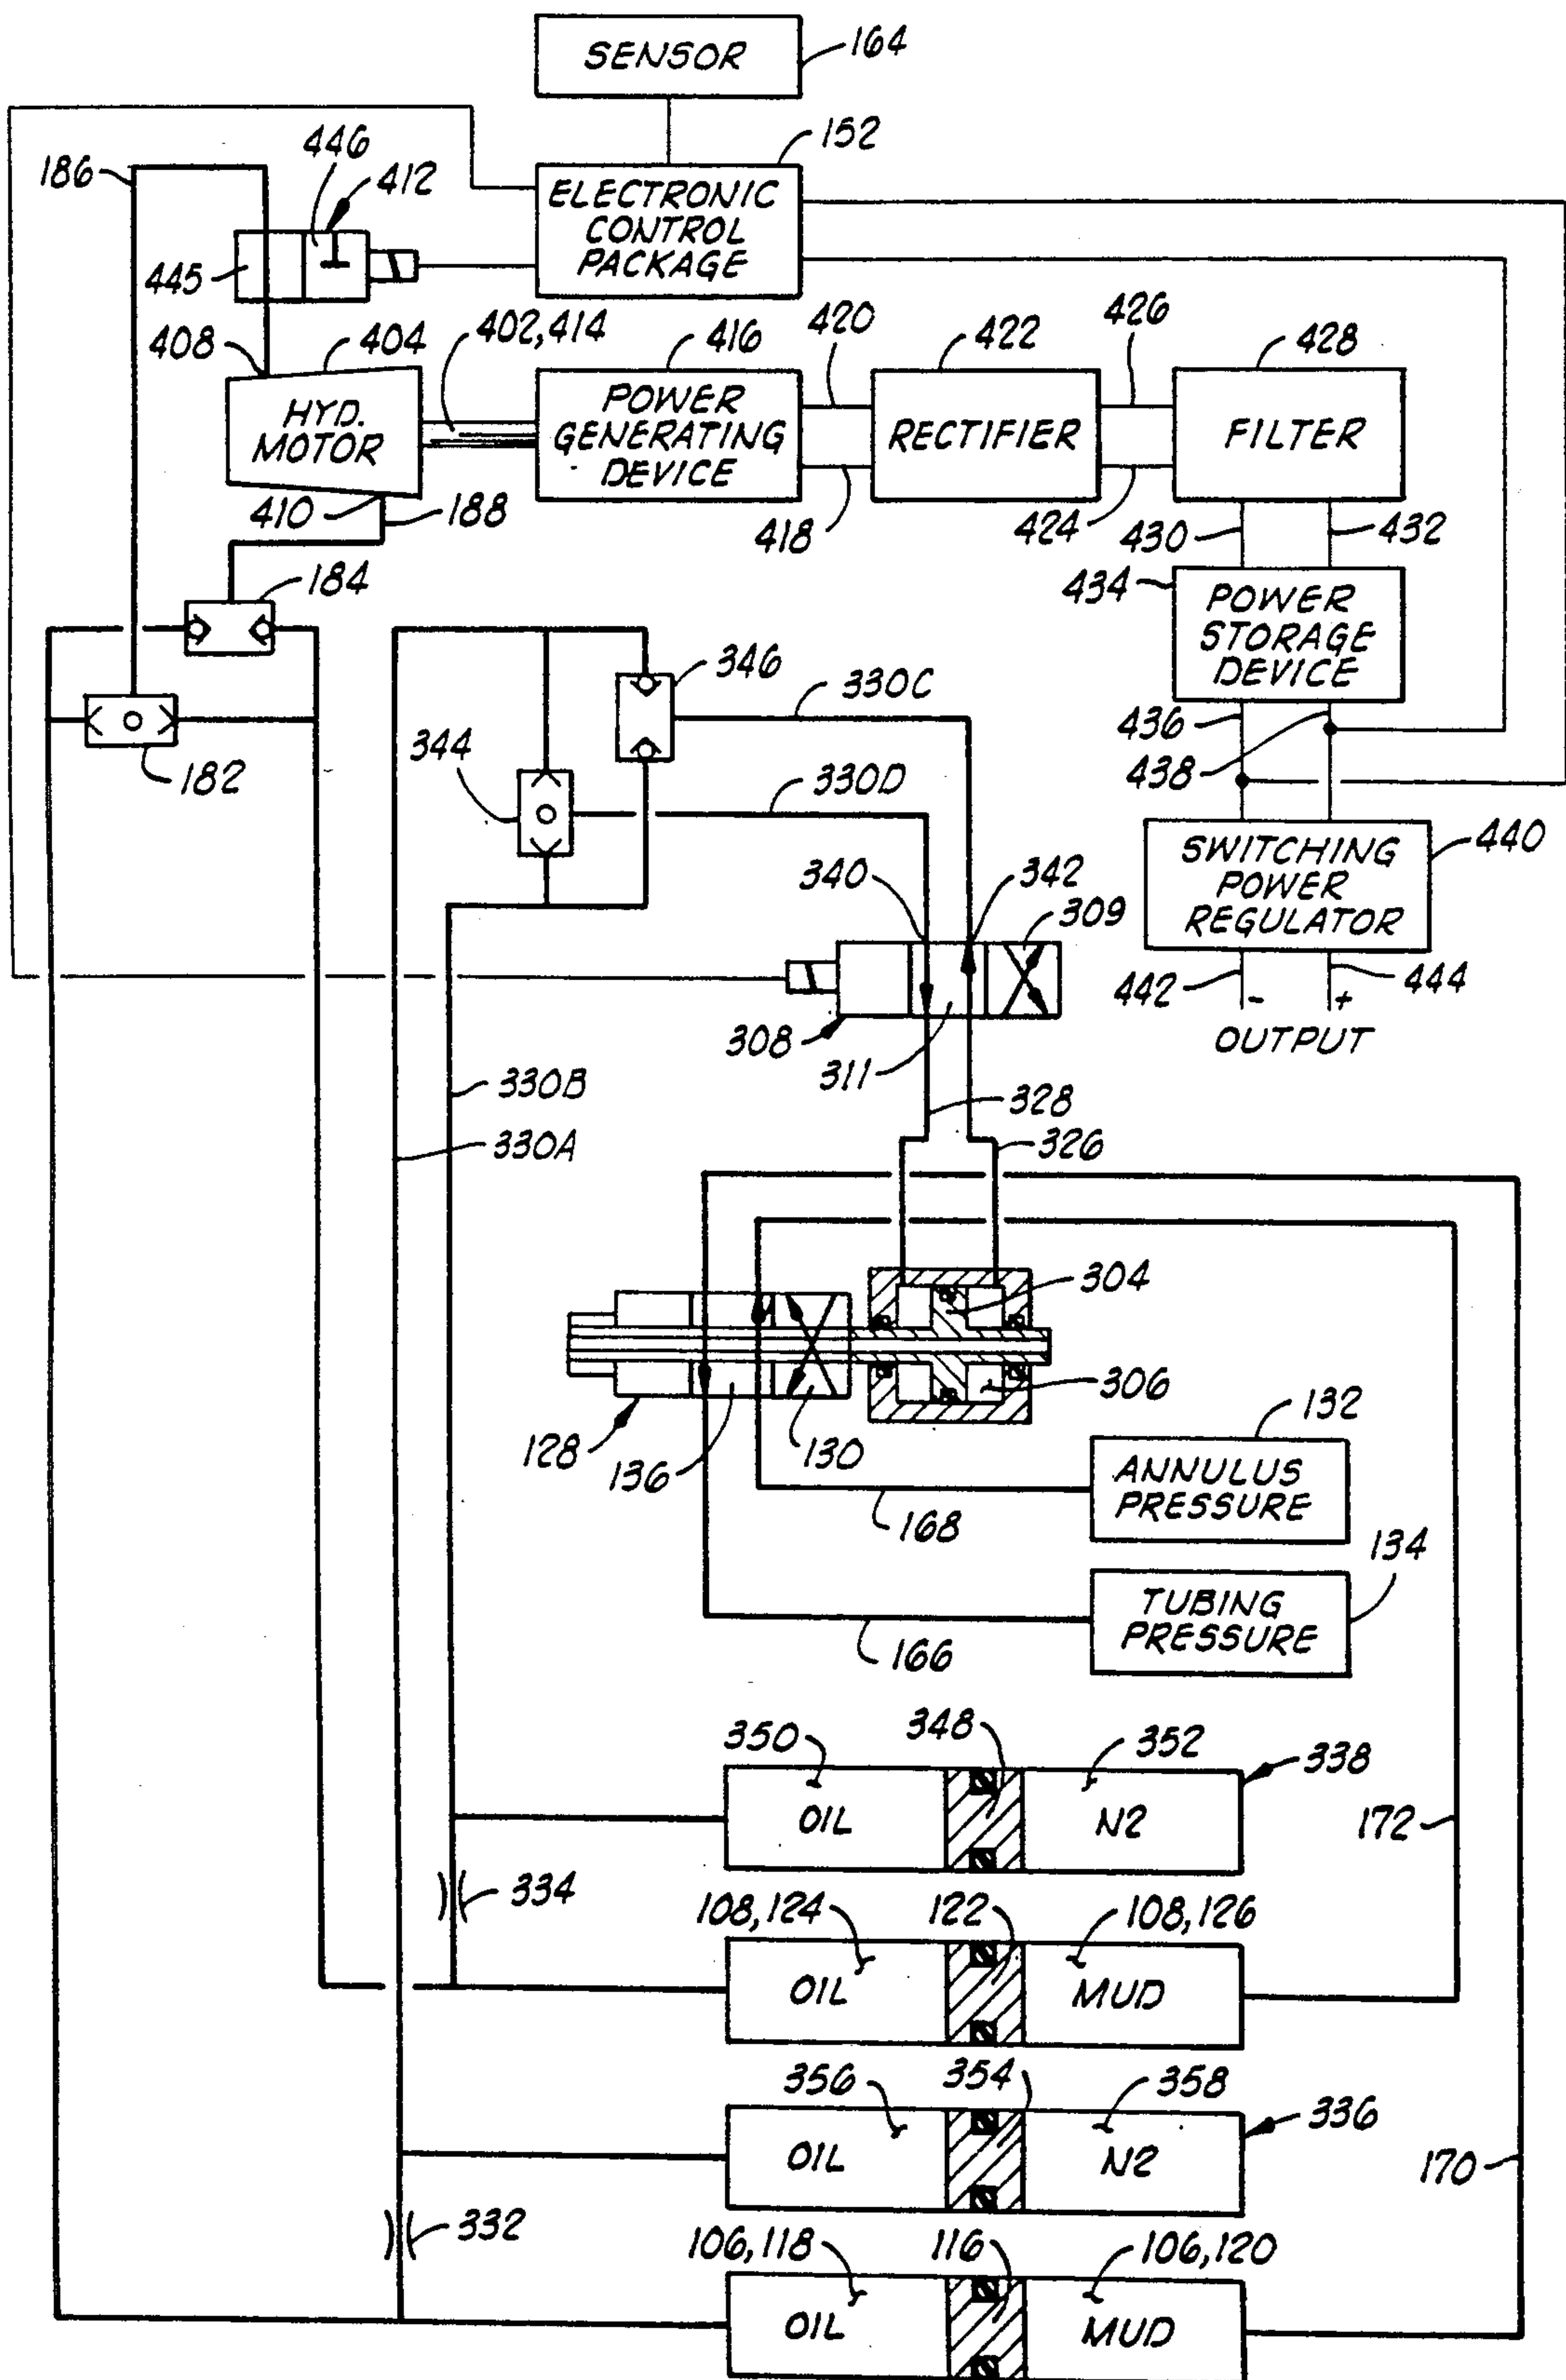 SENSOR
164
152
ELECTRONIC
CONTROL
PACKAGE
186
446
412
445
408
404
402,414
416
420
422
426
428
HYD.
MOTOR
POWER
GENERATING
DEVICE
RECTIFIER
FILTER
410
188
418
424
430
432
184
434
POWER
STORAGE
DEVICE
346
330C
436
438
182
344
330D
340
342
309
SWITCHING
POWER
REGULATOR
440
442
-
+
444
OUTPUT
308
311
330B
328
330A
326
304
306
128
136
130
132
ANNULUS
PRESSURE
168
134
TUBING
PRESSURE
166
350
348
352
338
OIL
N2
172
334
108,124
122
108,126
OIL
MUD
356
354
358
336
OIL
N2
170
332
106,118
116
106,120
OIL
MUD